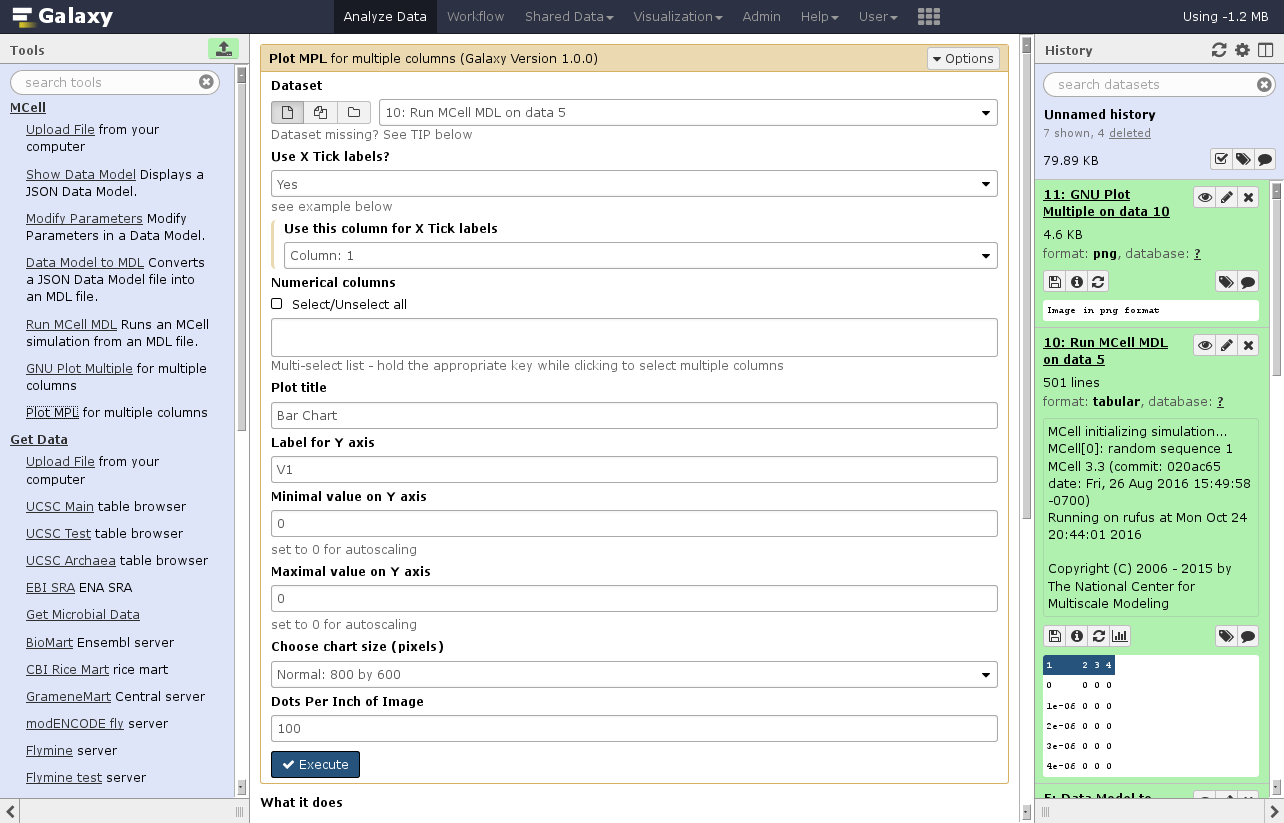 Galaxy
Analyze Data
Workflow
Shared Data
Visualization
Admin
Help
User
Using -1.2 MB
Tools
search tools
MCell
Upload File from your
computer
Show Data Model Displays a
JSON Data Model.
Modify Parameters Modify
Parameters in a Data Model.
Data Model to MDL Converts
a JSON Data Model file into
an MDL file.
Run MCell MDL Runs an MCell
simulation from an MDL file.
GNU Plot Multiple for multiple
columns
Plot MPL for multiple columns
Get Data
Upload File from your
computer
UCSC Main table browser
UCSC Test table browser
UCSC Archaea table browser
EBI SRA ENA SRA
Get Microbial Data
BioMart Ensembl server
CBI Rice Mart rice mart
GrameneMart Central server
modENCODE fly server
Flymine server
Flymine test server
Plot MPL for multiple columns (Galaxy Version 1.0.0)
Options
Dataset
10: Run MCell MDL on data 5
Dataset missing? See TIP below
Use X Tick labels?
Yes
see example below
Use this column for X Tick labels
Column: 1
Numerical columns
Select/Unselect all
Multi-select list - hold the appropriate key while clicking to select multiple columns
Plot title
Bar Chart
Label for Y axis
V1
Minimal value on Y axis
0
set to 0 for autoscaling
Maximal value on Y axis
0
set to 0 for autoscaling
Choose chart size (pixels)
Normal: 800 by 600
Dots Per Inch of Image
100
Execute
What it does
History
search datasets
Unnamed history
7 shown, 4 deleted
79.89 KB
11: GNU Plot
Multiple on data 10
4.6 KB
format: png, database: ?
Image in png format
10: Run MCell MDL
on data 5
501 lines
format: tabular, database: ?
MCell initializing simulation...
MCell[0]: random sequence 1
MCell 3.3 (commit: 020ac65
date: Fri, 26 Aug 2016 15:49:58
-0700)
Running on rufus at Mon Oct 24
20:44:01 2016
Copyright (C) 2006 - 2015 by
The National Center for
Multiscale Modeling
1 2 3 4
0 0 0 0
1e-06 0 0 0
2e-06 0 0 0
3e-06 0 0 0
4e-06 0 0 0
5: Data Model to